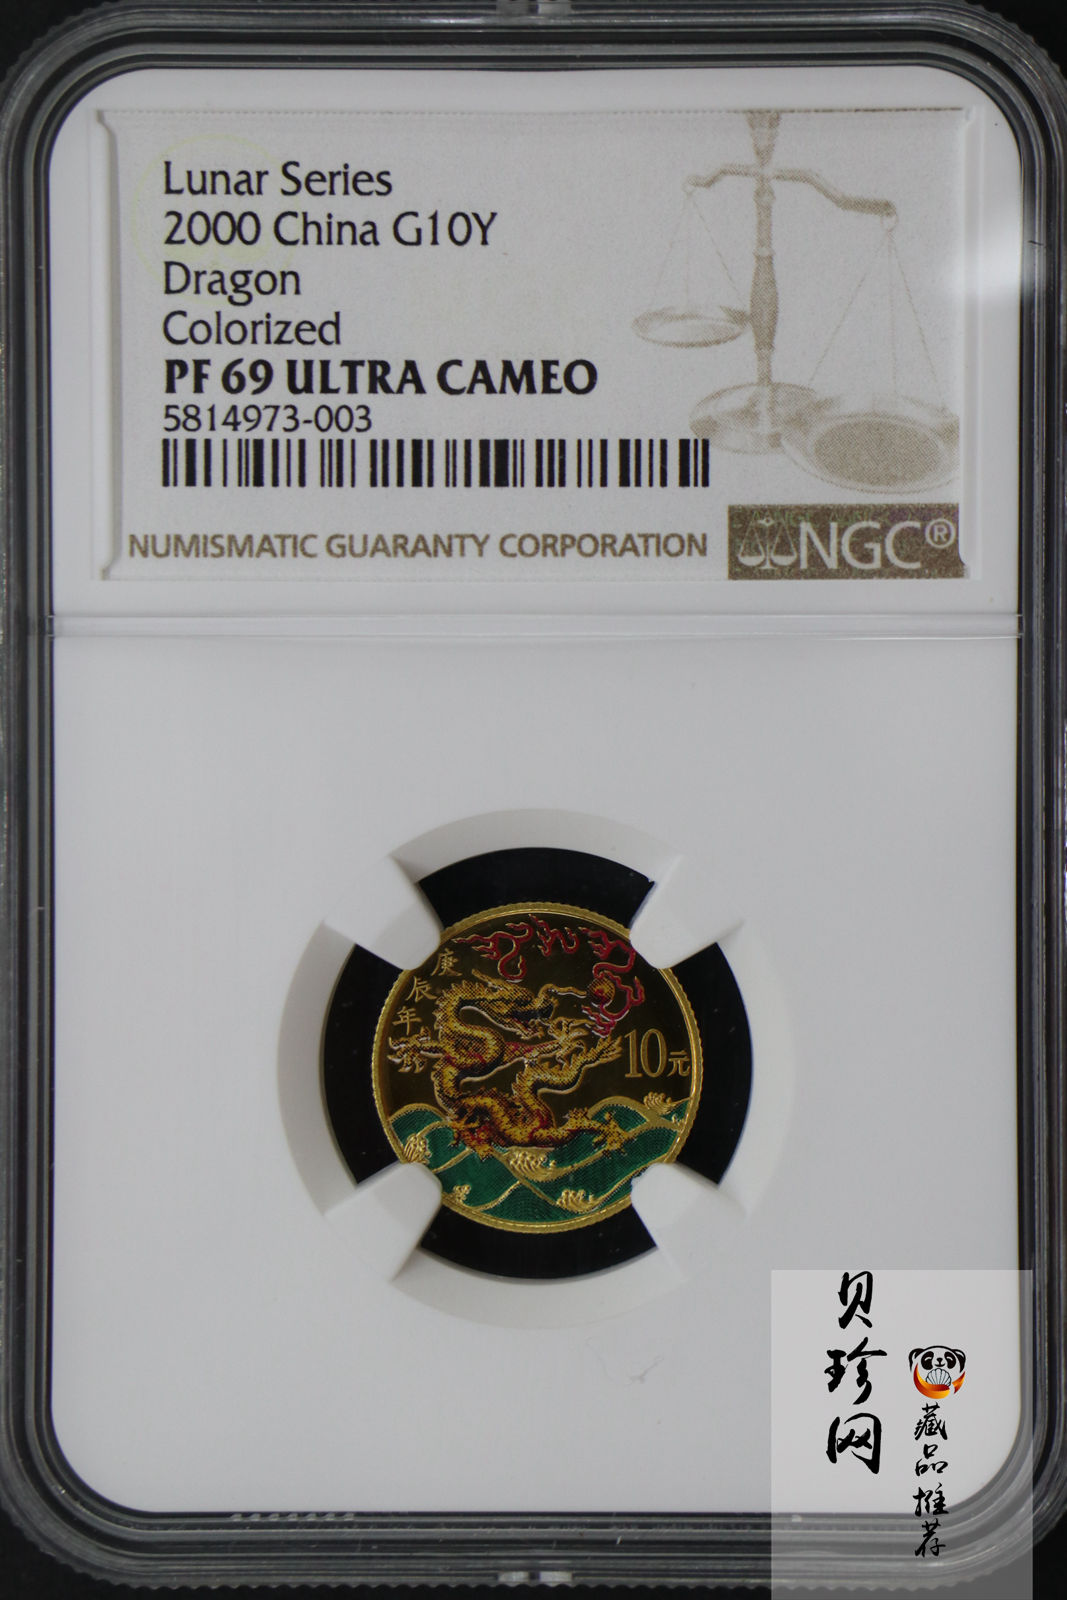 Lunar Series
2000 China G10Y
Dragon
Colorized
PF 69 ULTRA CAMEO
5814973-003
NUMISMATIC GUARANTY CORPORATION
NGC®
庚辰年
10元
贝珍网
藏品推荐